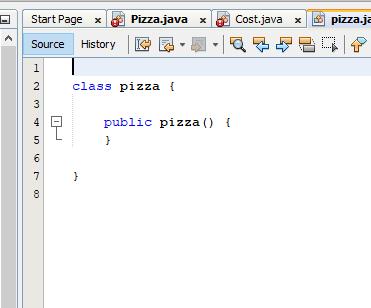 Start Page Pizza.java Cost.java pizza.ja
Source History
1
2 class pizza {
3
4 public pizza() {
5 }
6
7 }
8